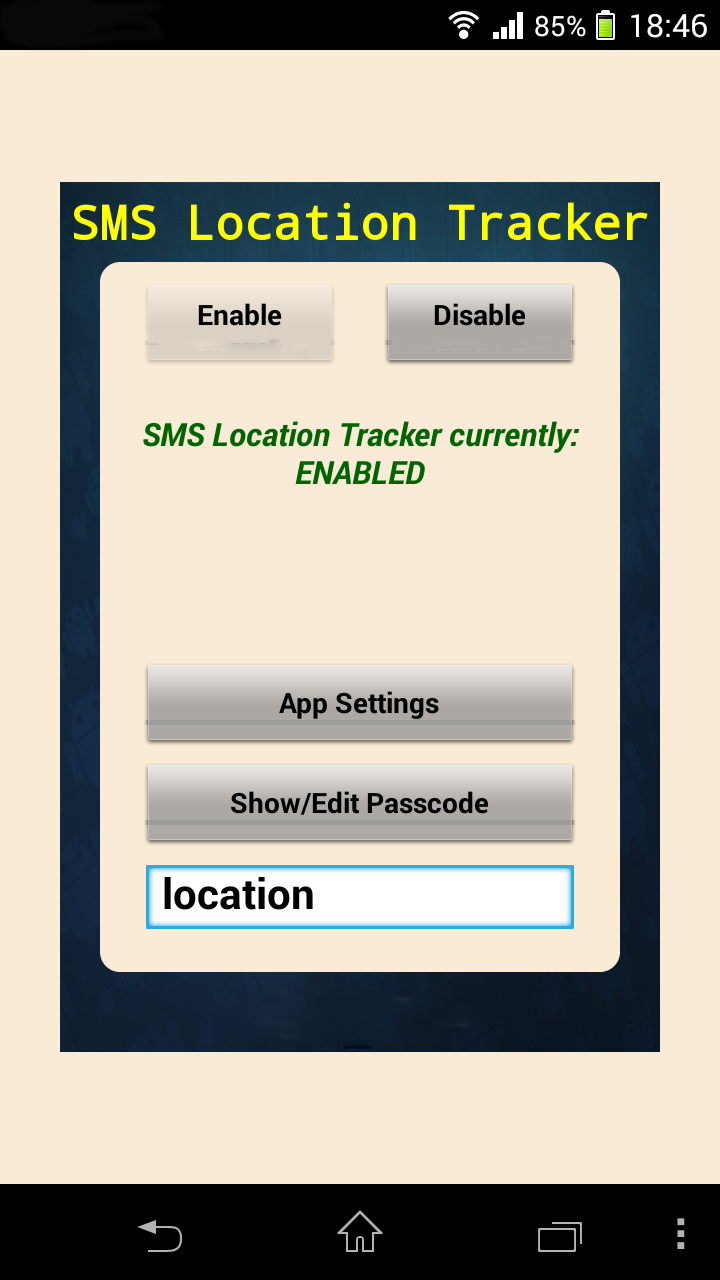 85% 18:46
SMS Location Tracker
Enable Disable
SMS Location Tracker currently:
ENABLED
App Settings
Show/Edit Passcode
location